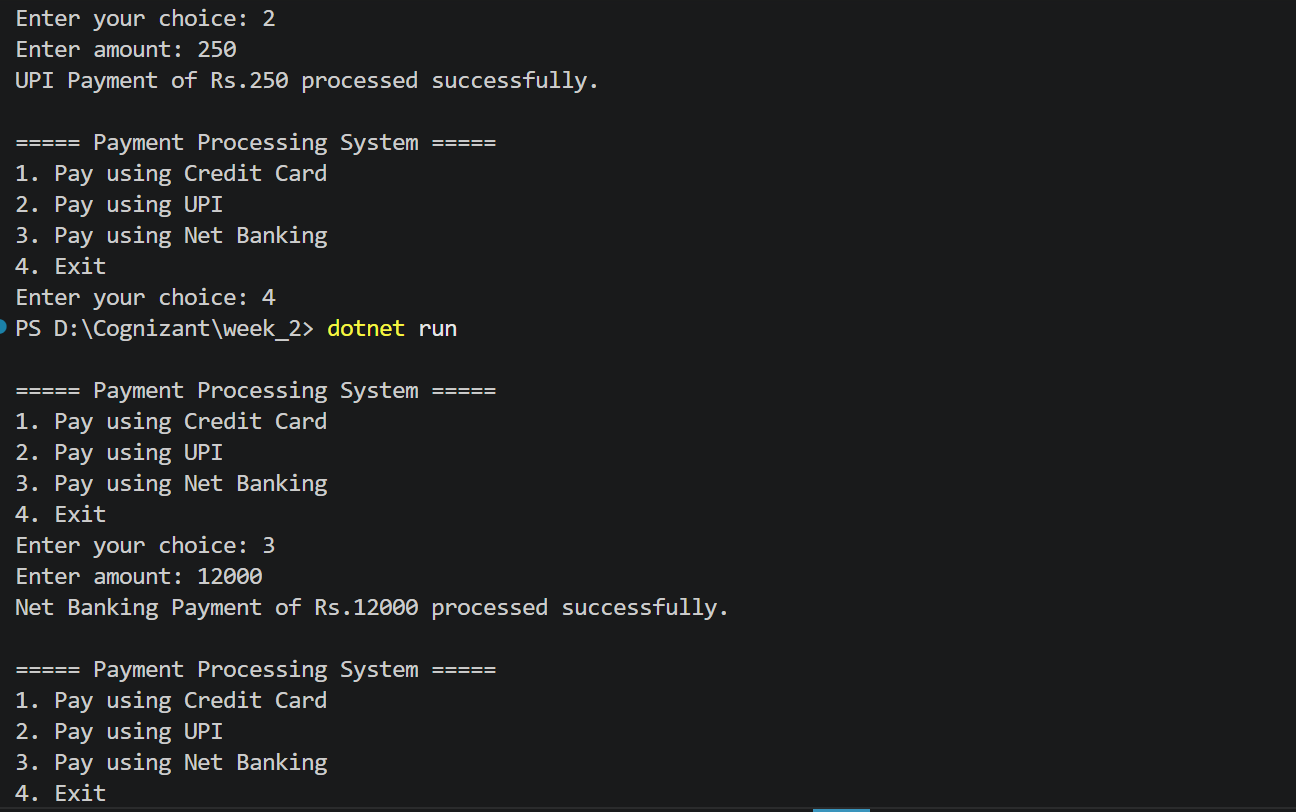 Enter your choice: 2
Enter amount: 250
UPI Payment of Rs.250 processed successfully.
===== Payment Processing System =====
1. Pay using Credit Card
2. Pay using UPI
3. Pay using Net Banking
4. Exit
Enter your choice: 4
PS D:\Cognizant\week_2> dotnet run
===== Payment Processing System =====
1. Pay using Credit Card
2. Pay using UPI
3. Pay using Net Banking
4. Exit
Enter your choice: 3
Enter amount: 12000
Net Banking Payment of Rs.12000 processed successfully.
===== Payment Processing System =====
1. Pay using Credit Card
2. Pay using UPI
3. Pay using Net Banking
4. Exit